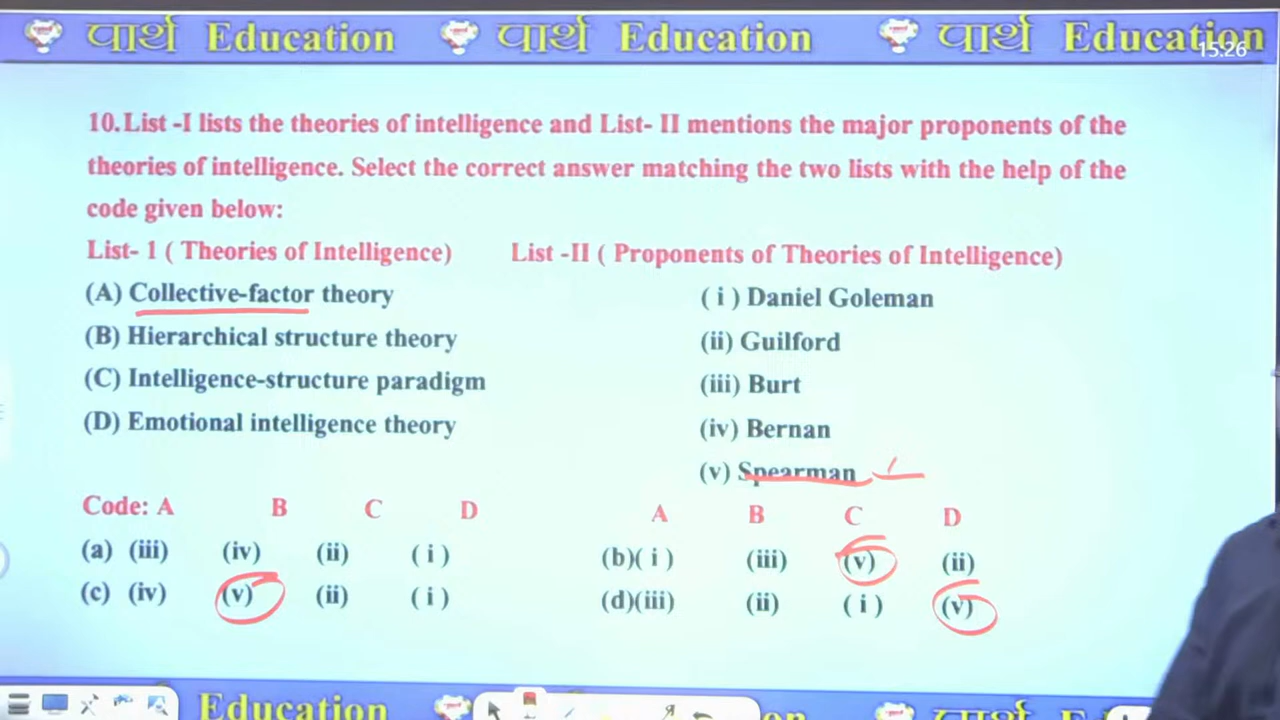 पार्थ Education पार्थ Education पार्थ Education
15:26
10. List -I lists the theories of intelligence and List- II mentions the major proponents of the
theories of intelligence. Select the correct answer matching the two lists with the help of the
code given below:
List- 1 ( Theories of Intelligence) List -II ( Proponents of Theories of Intelligence)
(A) Collective-factor theory ( i ) Daniel Goleman
(B) Hierarchical structure theory (ii) Guilford
(C) Intelligence-structure paradigm (iii) Burt
(D) Emotional intelligence theory (iv) Bernan
(v) Spearman
Code: A B C D A B C D
(a) (iii) (iv) (ii) ( i ) (b)( i ) (iii) (v) (ii)
(c) (iv) (v) (ii) ( i ) (d)(iii) (ii) ( i ) (v)
Education